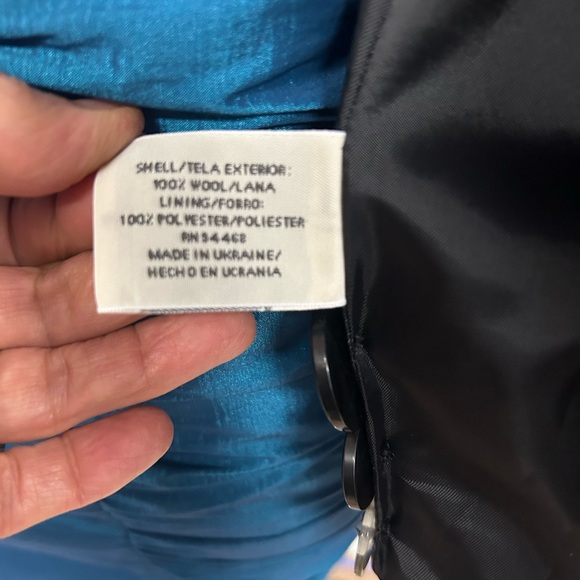 SHELL/TELA EXTERIOR:
100% WOOL/LANA
LINING/FORRO:
100% POLYESTER/POLIESTER
RN 54468
MADE IN UKRAINE/
HECHO EN UCRANIA